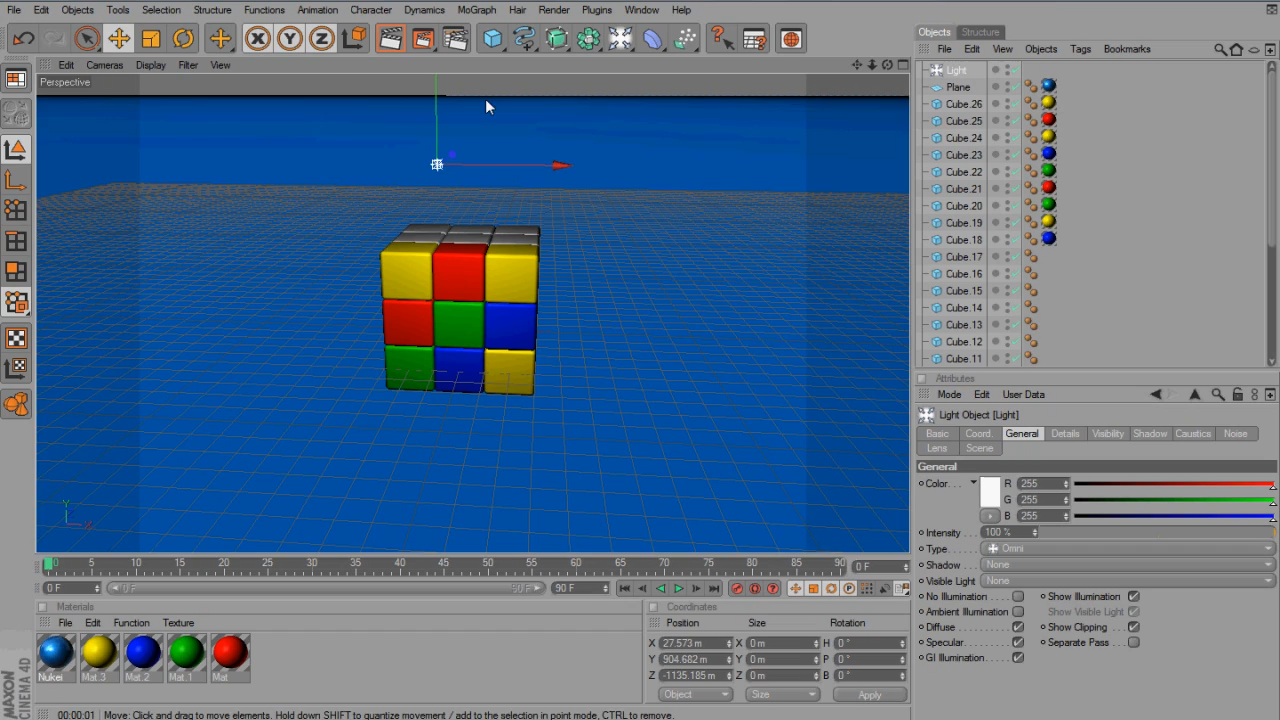 File Edit Objects Tools Selection Structure Functions Animation Character Dynamics MoGraph Hair Render Plugins Window Help
Objects Structure
File Edit View Objects Tags Bookmarks
Edit Cameras Display Filter View
Perspective
Light
Plane
Cube.26
Cube.25
Cube.24
Cube.23
Cube.22
Cube.21
Cube.20
Cube.19
Cube.18
Cube.17
Cube.16
Cube.15
Cube.14
Cube.13
Cube.12
Cube.11
Attributes
Mode Edit User Data
Light Object [Light]
Basic Coord. General Details Visibility Shadow Caustics Noise
Lens Scene
General
Color. . . R 255
G 255
B 255
Intensity . . . 100 %
Type. . . . . . Omni
Shadow . . . . None
Visible Light . None
No Illumination . Show Illumination
Ambient Illumination Show Visible Light
Diffuse . . . . . . . Show Clipping
Specular. . . . . . Separate Pass
GI Illumination . .
Y
X
0 5 10 15 20 25 30 35 40 45 50 55 60 65 70 75 80 85 90 0 F
0 F 0 F 90 F 90 F
Materials
File Edit Function Texture
Nukei Mat.3 Mat.2 Mat.1 Mat
Coordinates
Position Size Rotation
X 27.573 m X 0 m H 0 °
Y 904.682 m Y 0 m P 0 °
Z -1135.185 m Z 0 m B 0 °
Object Size Apply
MAXON
CINEMA 4D
00:00:01 Move: Click and drag to move elements. Hold down SHIFT to quantize movement / add to the selection in point mode, CTRL to remove.